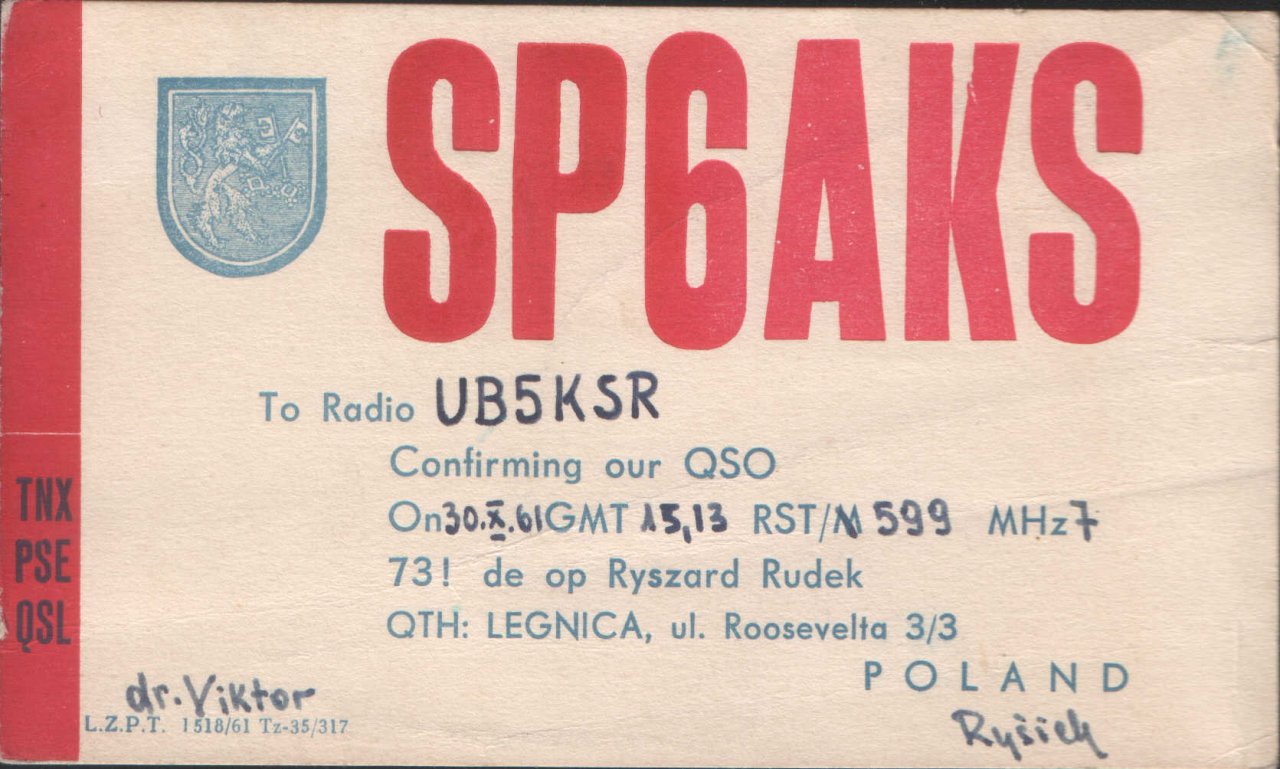 SP6AKS
To Radio UB5KSR
Confirming our QSO
On 30.X.61 GMT 15,13 RST/M 599 MHz 7
73! de op Ryszard Rudek
QTH: LEGNICA, ul. Roosevelta 3/3
POLAND
TNX
PSE
QSL
dr. Viktor
L.Z.P.T. 1518/61 Tz-35/317